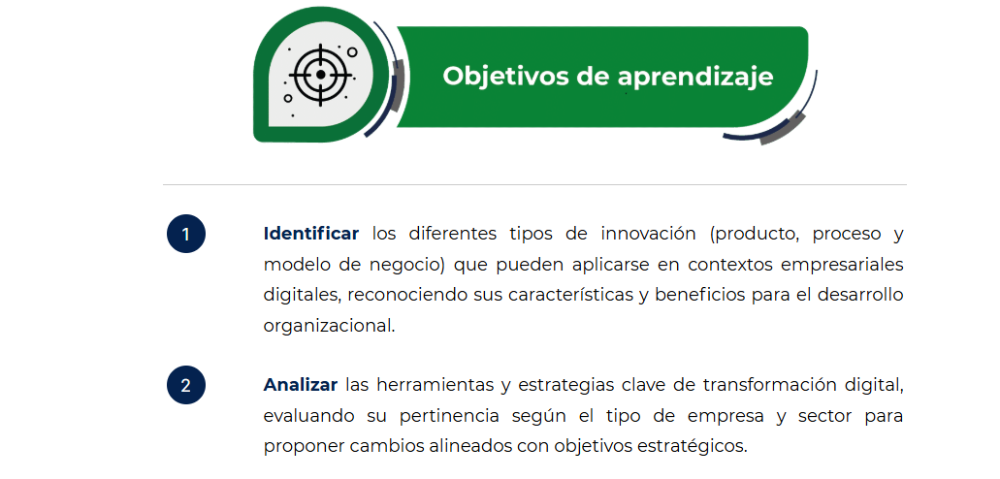 Objetivos de aprendizaje
1
Identificar los diferentes tipos de innovación (producto, proceso y
modelo de negocio) que pueden aplicarse en contextos empresariales
digitales, reconociendo sus características y beneficios para el desarrollo
organizacional.
2
Analizar las herramientas y estrategias clave de transformación digital,
evaluando su pertinencia según el tipo de empresa y sector para
proponer cambios alineados con objetivos estratégicos.